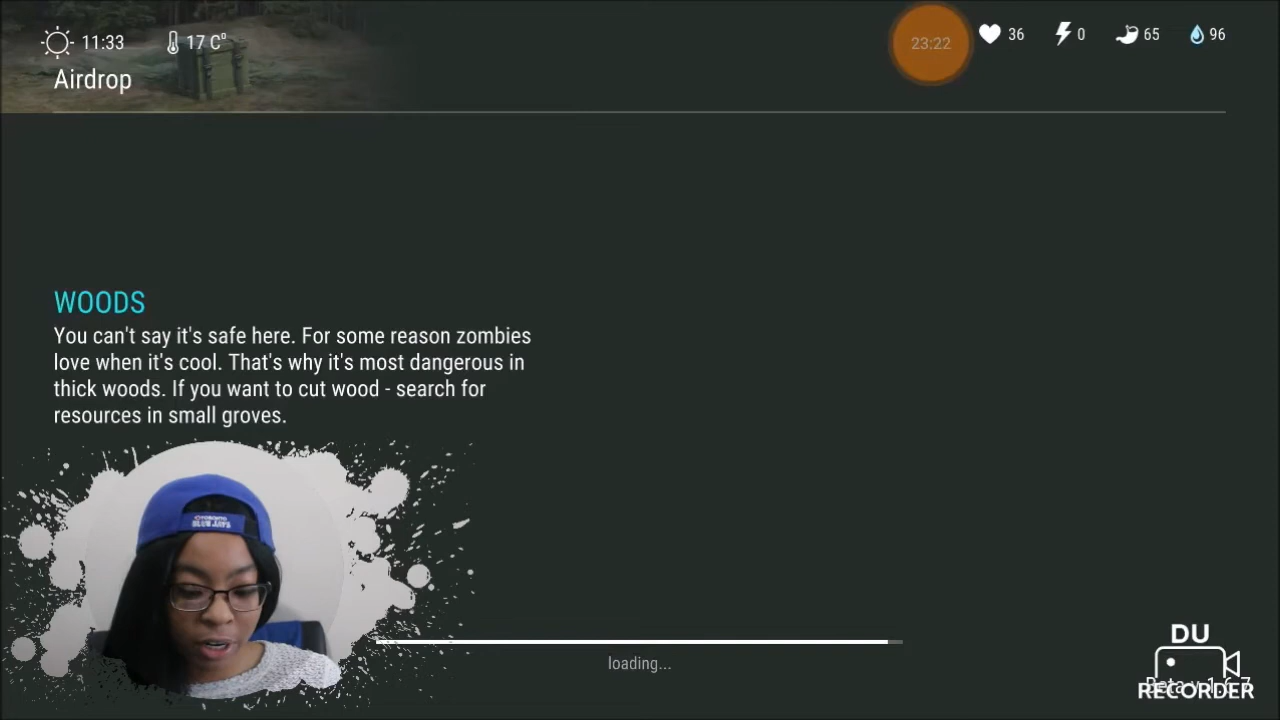 11:33 17 C° 23:22 36 0 65 96
Airdrop
WOODS
You can't say it's safe here. For some reason zombies
love when it's cool. That's why it's most dangerous in
thick woods. If you want to cut wood - search for
resources in small groves.
BLUE JAYS
loading...
DU
RECORDER